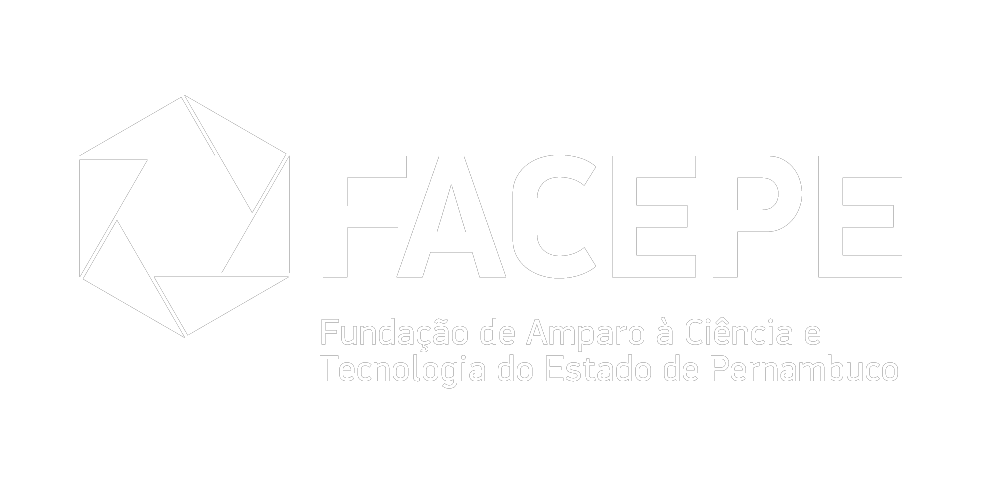 FACEPE
Fundação de Amparo à Ciência e
Tecnologia do Estado de Pernambuco